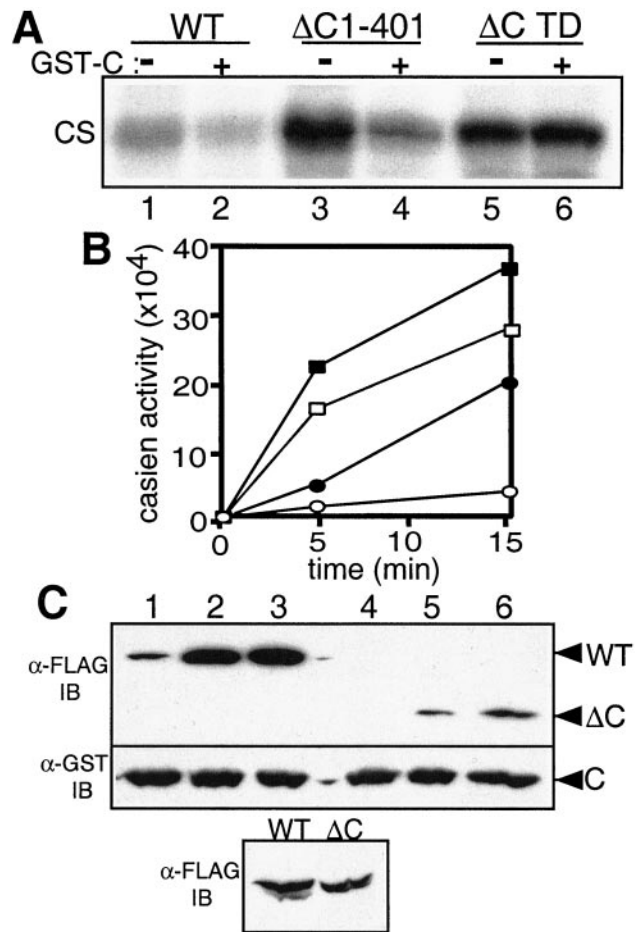 A
WT ΔC1-401 ΔC TD
GST-C : - + - + - +
CS
1 2 3 4 5 6
B
casien activity (x10⁴)
40
30
20
10
0
0 5 10 15
time (min)
C
1 2 3 4 5 6
α-FLAG
IB
WT
ΔC
α-GST
IB
C
WT ΔC
α-FLAG
IB